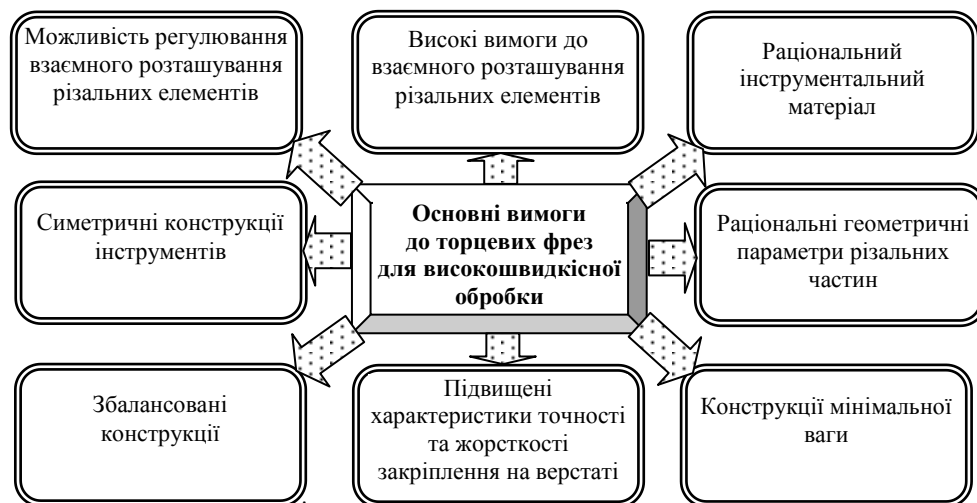 Можливість регулювання
взаємного розташування
різальних елементів
Високі вимоги до
взаємного розташування
різальних елементів
Раціональний
інструментальний
матеріал
Симетричні конструкції
інструментів
Основні вимоги
до торцевих фрез
для високошвидкісної
обробки
Раціональні геометричні
параметри різальних
частин
Збалансовані
конструкції
Підвищені
характеристики точності
та жорсткості
закріплення на верстаті
Конструкції мінімальної
ваги